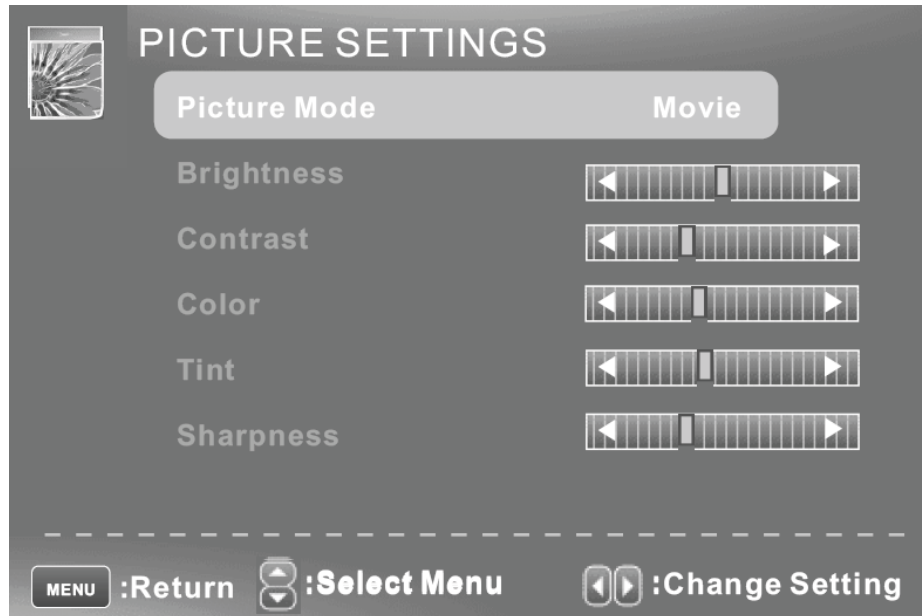 PICTURE SETTINGS
Picture Mode Movie
Brightness
Contrast
Color
Tint
Sharpness
MENU :Return :Select Menu :Change Setting